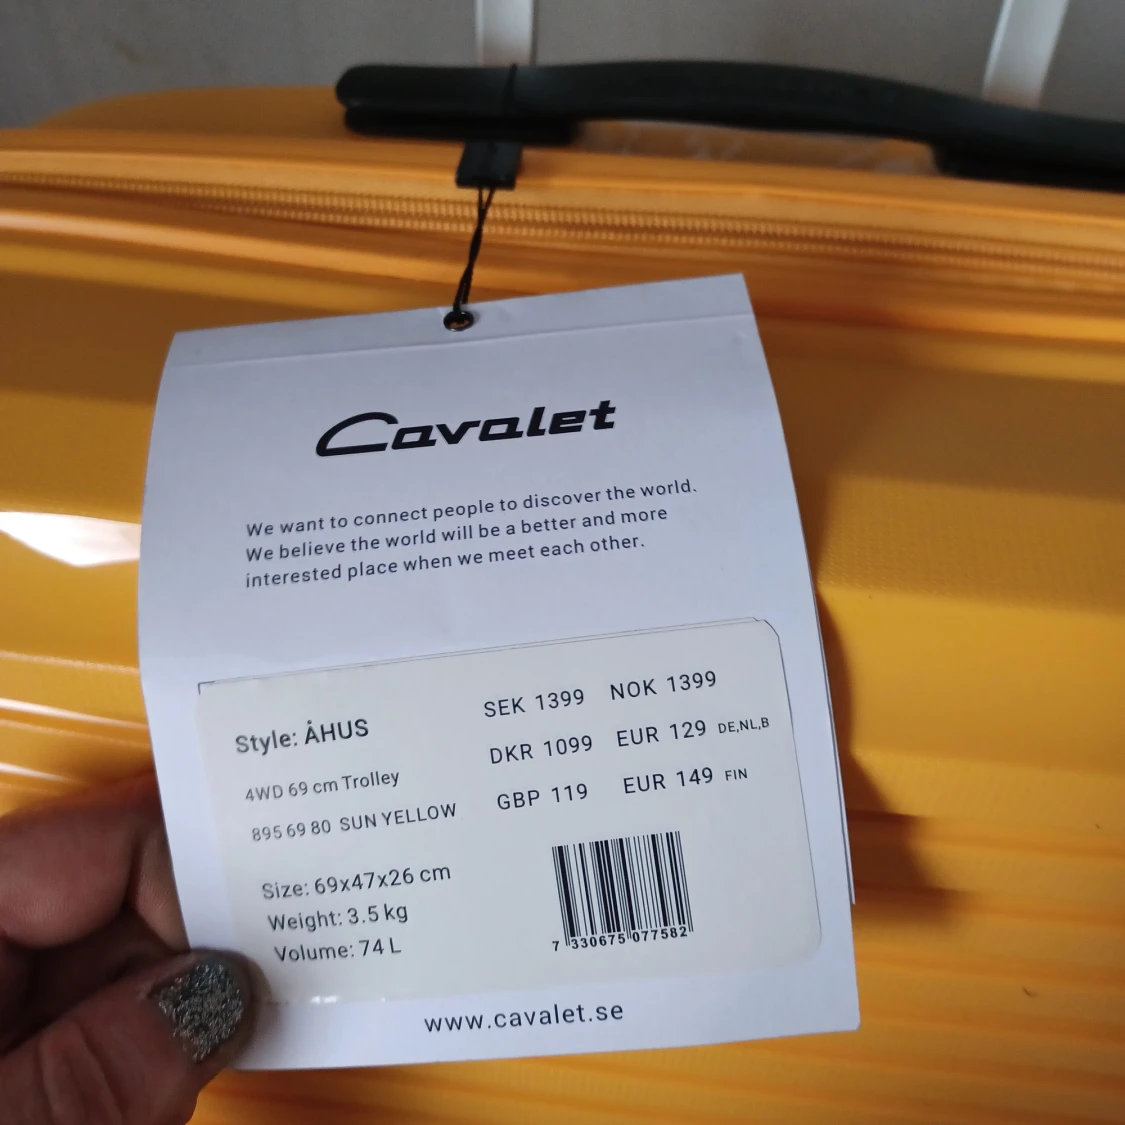 Cavalet
We want to connect people to discover the world.
We believe the world will be a better and more
interested place when we meet each other.
Style: ÅHUS
4WD 69 cm Trolley
895 69 80 SUN YELLOW
Size: 69x47x26 cm
Weight: 3.5 kg
Volume: 74 L
SEK 1399 NOK 1399
DKR 1099 EUR 129 DE,NL,B
GBP 119 EUR 149 FIN
7 330675 077582
www.cavalet.se